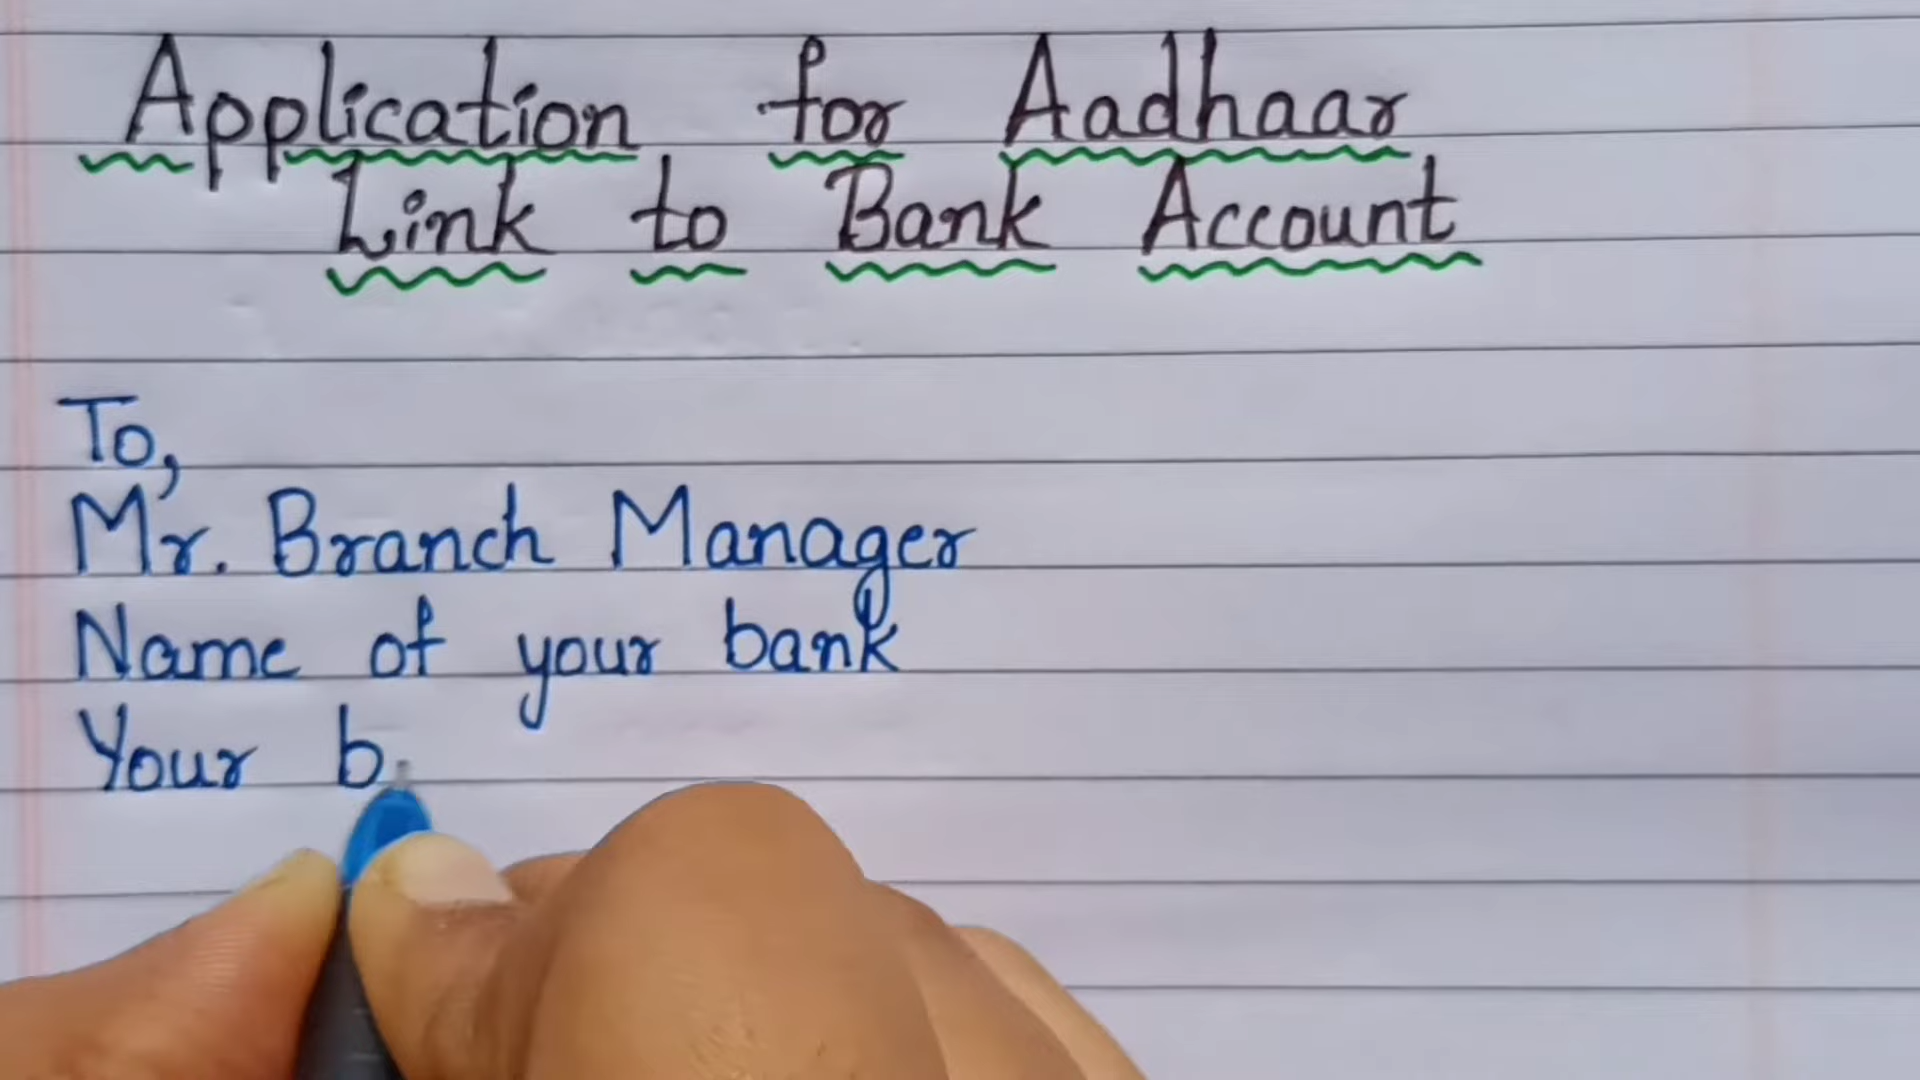 Application for Aadhaar
Link to Bank Account
To,
Mr. Branch Manager
Name of your bank
Your b